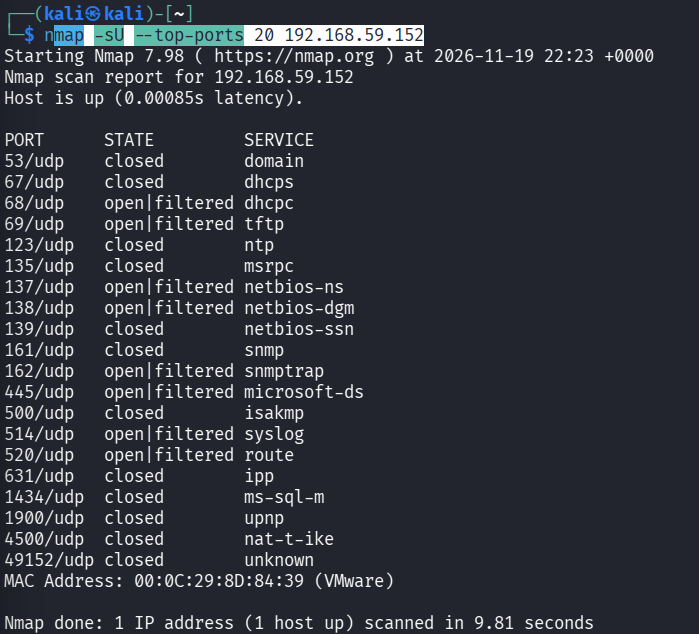 ┌──(kali㉿kali)-[~]
└─$ nmap -sU --top-ports 20 192.168.59.152
Starting Nmap 7.98 ( https://nmap.org ) at 2026-11-19 22:23 +0000
Nmap scan report for 192.168.59.152
Host is up (0.00085s latency).

PORT      STATE         SERVICE
53/udp    closed        domain
67/udp    closed        dhcps
68/udp    open|filtered dhcpc
69/udp    open|filtered tftp
123/udp   closed        ntp
135/udp   closed        msrpc
137/udp   open|filtered netbios-ns
138/udp   open|filtered netbios-dgm
139/udp   closed        netbios-ssn
161/udp   closed        snmp
162/udp   open|filtered snmptrap
445/udp   open|filtered microsoft-ds
500/udp   closed        isakmp
514/udp   open|filtered syslog
520/udp   open|filtered route
631/udp   closed        ipp
1434/udp  closed        ms-sql-m
1900/udp  closed        upnp
4500/udp  closed        nat-t-ike
49152/udp closed        unknown
MAC Address: 00:0C:29:8D:84:39 (VMware)

Nmap done: 1 IP address (1 host up) scanned in 9.81 seconds